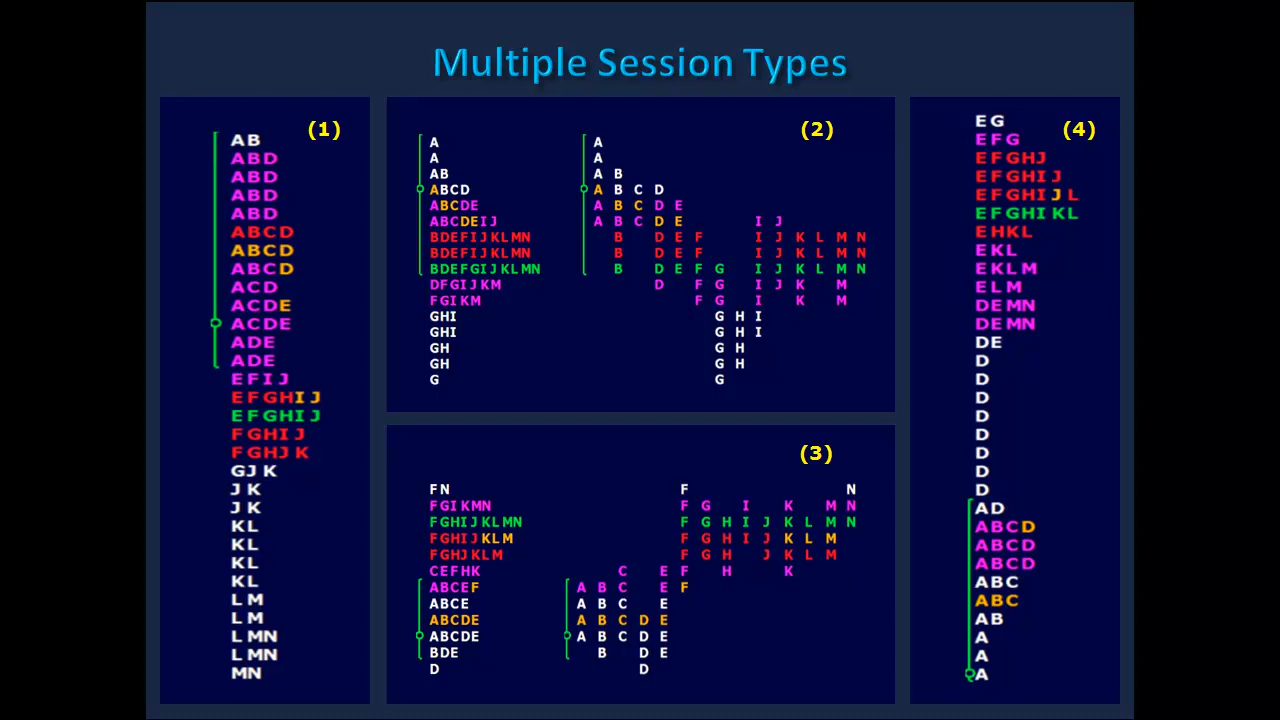 Multiple Session Types
(1)
AB
ABD
ABD
ABD
ABD
ABCD
ABCD
ABCD
ACD
ACDE
ACDE
ADE
ADE
EFIJ
EFGHIJ
EFGHIJ
FGHIJ
FGHJK
GJK
JK
JK
KL
KL
KL
KL
LM
LM
LMN
LMN
MN
(2)
A
A
AB
ABCD
ABCDE
ABCDEIJ
BDEFIJKLMN
BDEFIJKLMN
BDEFGIJKLMN
DFGIJKM
FGIKM
GHI
GHI
GH
GH
G
A
A
A B
A B C D
A B C D E
A B C D E I J
B D E F I J K L M N
B D E F I J K L M N
B D E F G I J K L M N
D F G I J K M
F G I K M
G H I
G H I
G H
G H
G
(3)
FN
FGIKMN
FGHIJKLMN
FGHIJKLM
FGHJKLM
CEFHK
ABCEF
ABCE
ABCDE
ABCDE
BDE
D
F N
F G I K M N
F G H I J K L M N
F G H I J K L M
F G H J K L M
C E F H K
A B C E F
A B C E
A B C D E
A B C D E
B D E
D
(4)
EG
EFG
EFGHJ
EFGHIJ
EFGHIJL
EFGHIKL
EHKL
EKL
EKLM
ELM
DEMN
DEMN
DE
D
D
D
D
D
D
D
D
AD
ABCD
ABCD
ABCD
ABC
ABC
AB
A
A
A